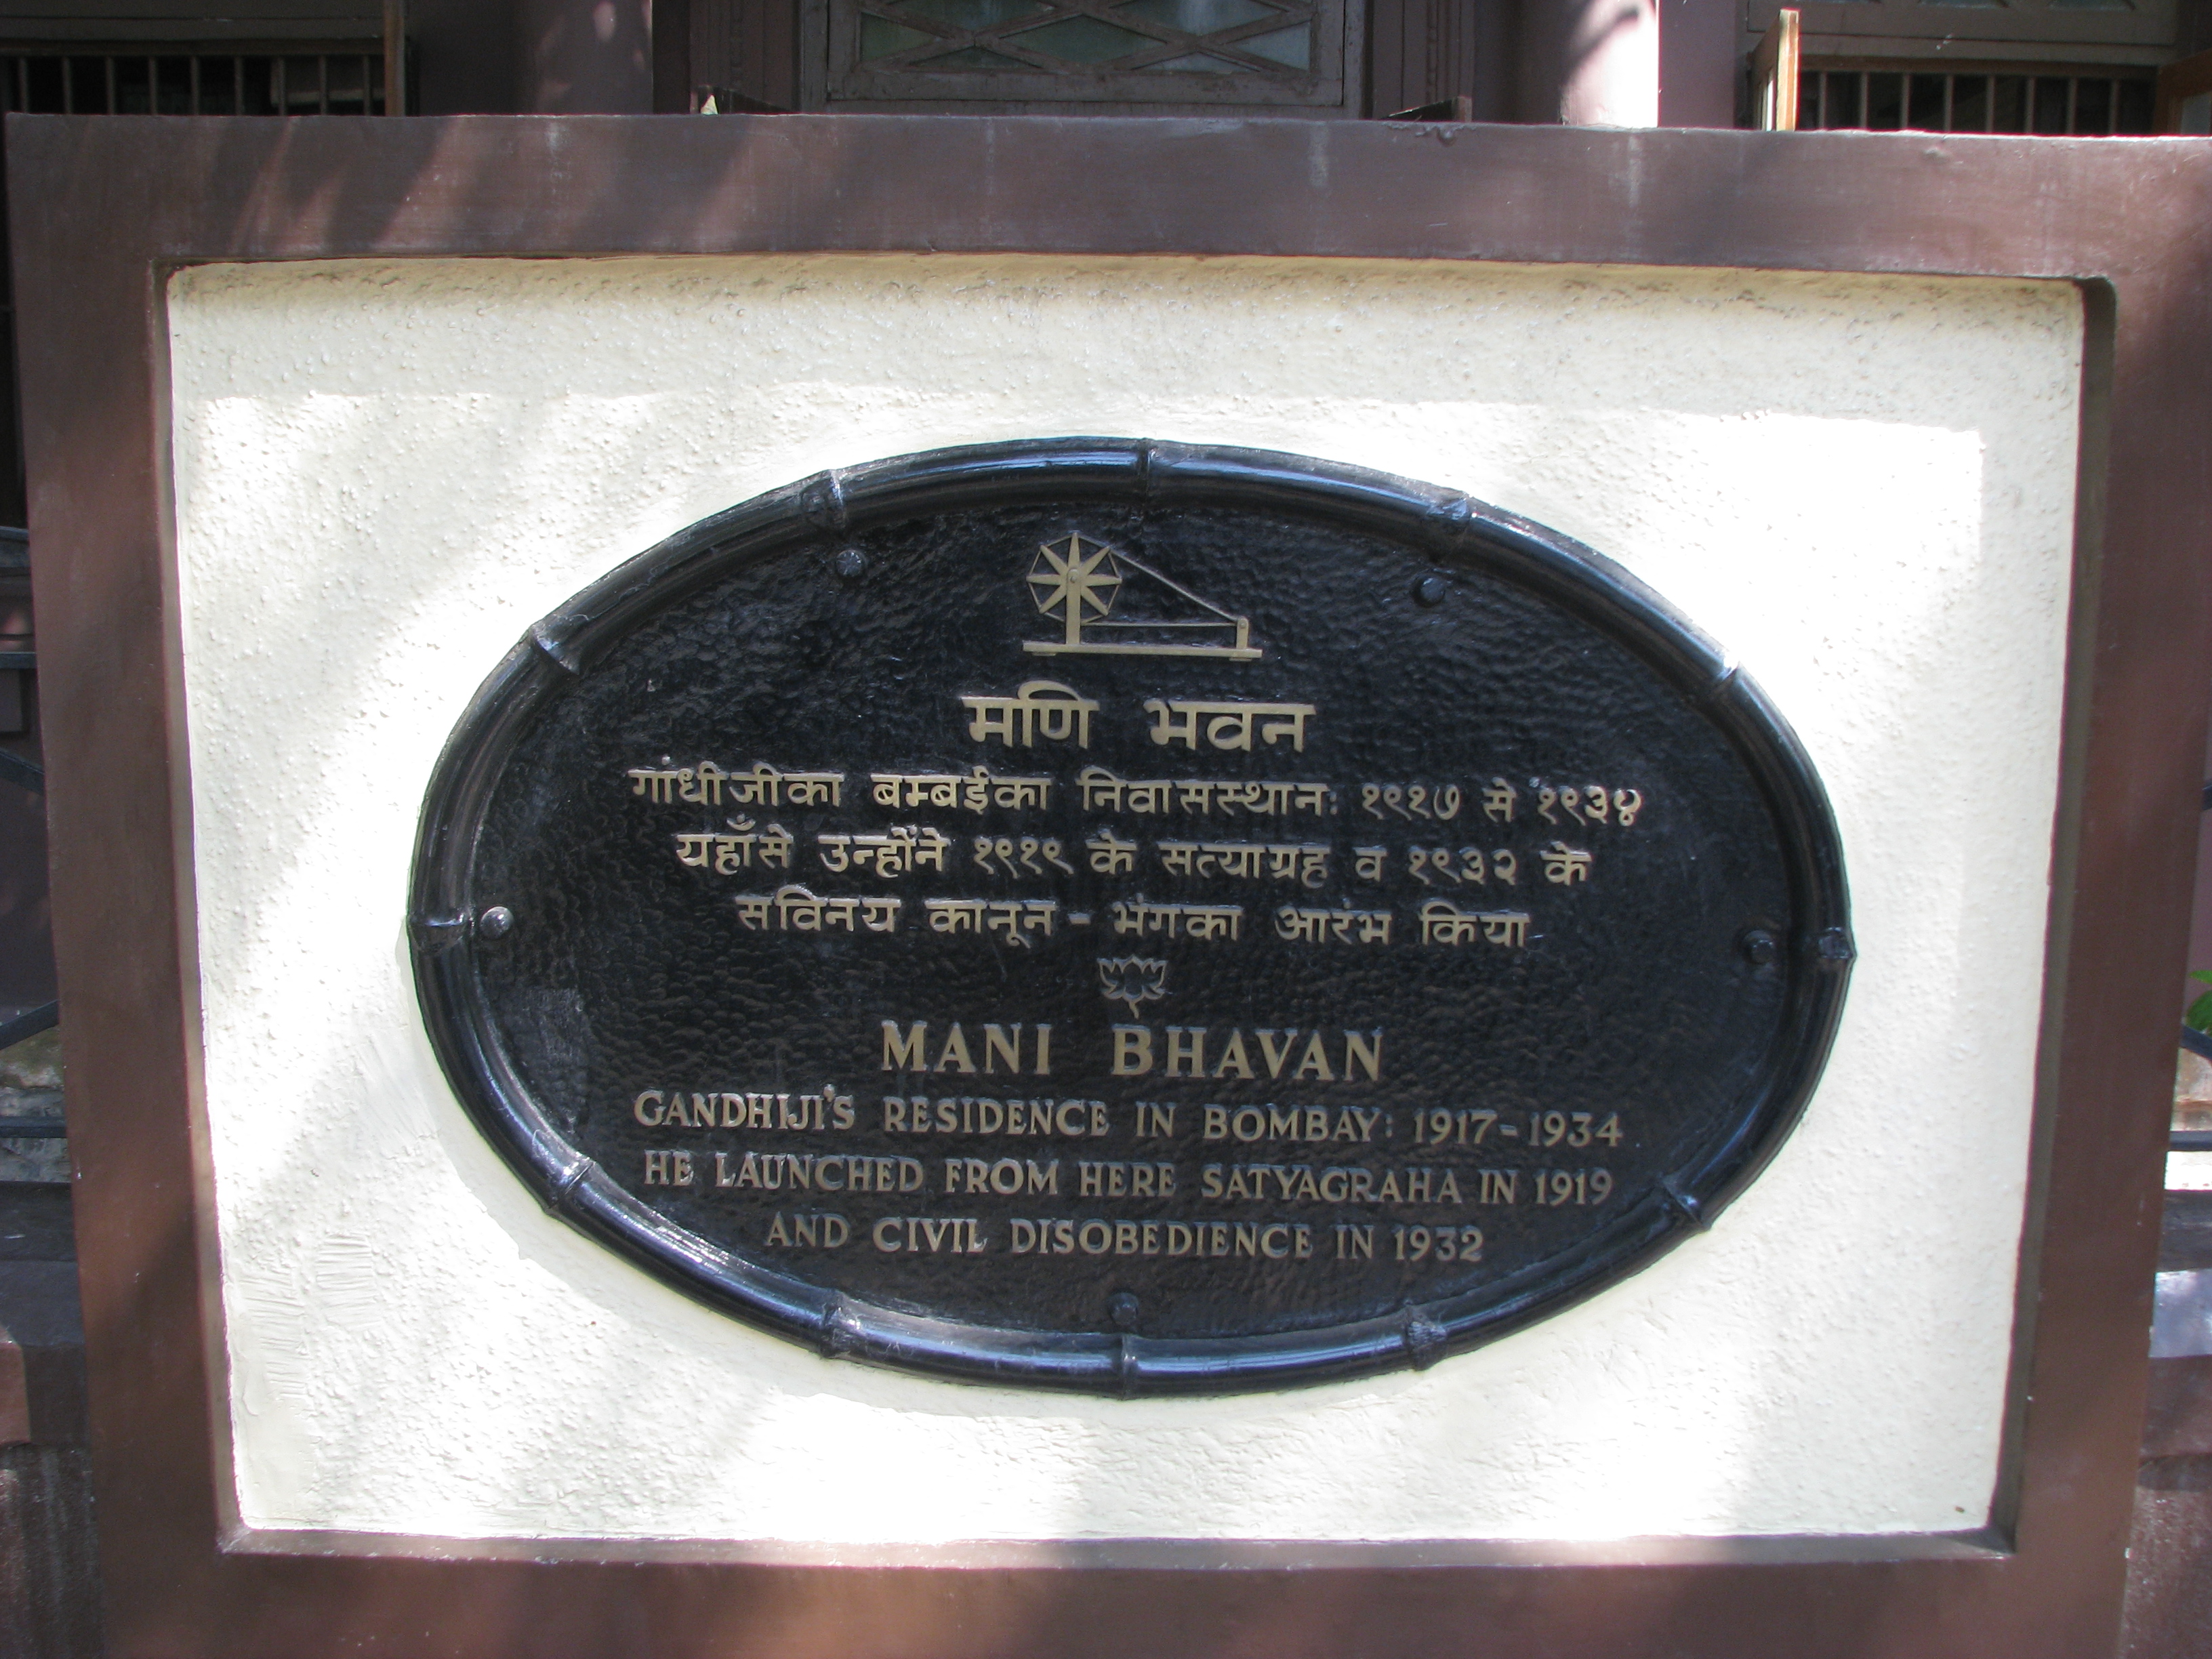 मणि भवन
गांधीजीका बम्बईका निवासस्थान: १९१७ से १९३४
यहाँसे उन्होंने १९१९ के सत्याग्रह व १९३२ के
सविनय कानून - भंगका आरंभ किया
MANI BHAVAN
GANDHIJI'S RESIDENCE IN BOMBAY: 1917-1934
HE LAUNCHED FROM HERE SATYAGRAHA IN 1919
AND CIVIL DISOBEDIENCE IN 1932